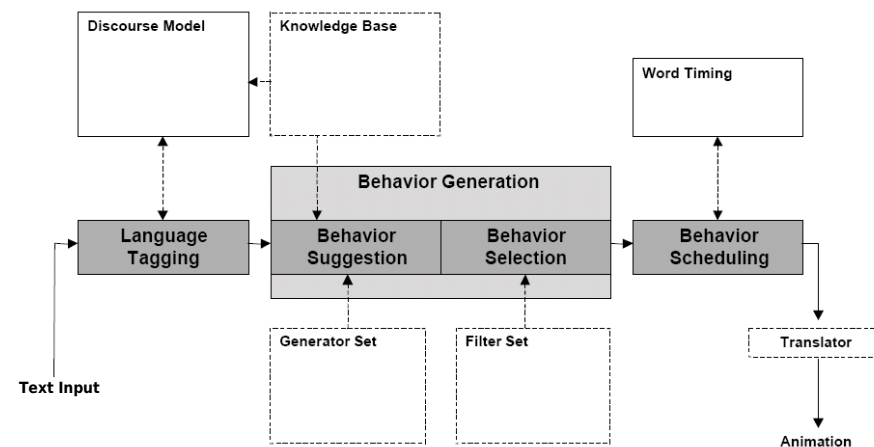 Discourse Model
Knowledge Base
Word Timing
Behavior Generation
Language
Tagging
Behavior
Suggestion
Behavior
Selection
Behavior
Scheduling
Generator Set
Filter Set
Translator
Text Input
Animation